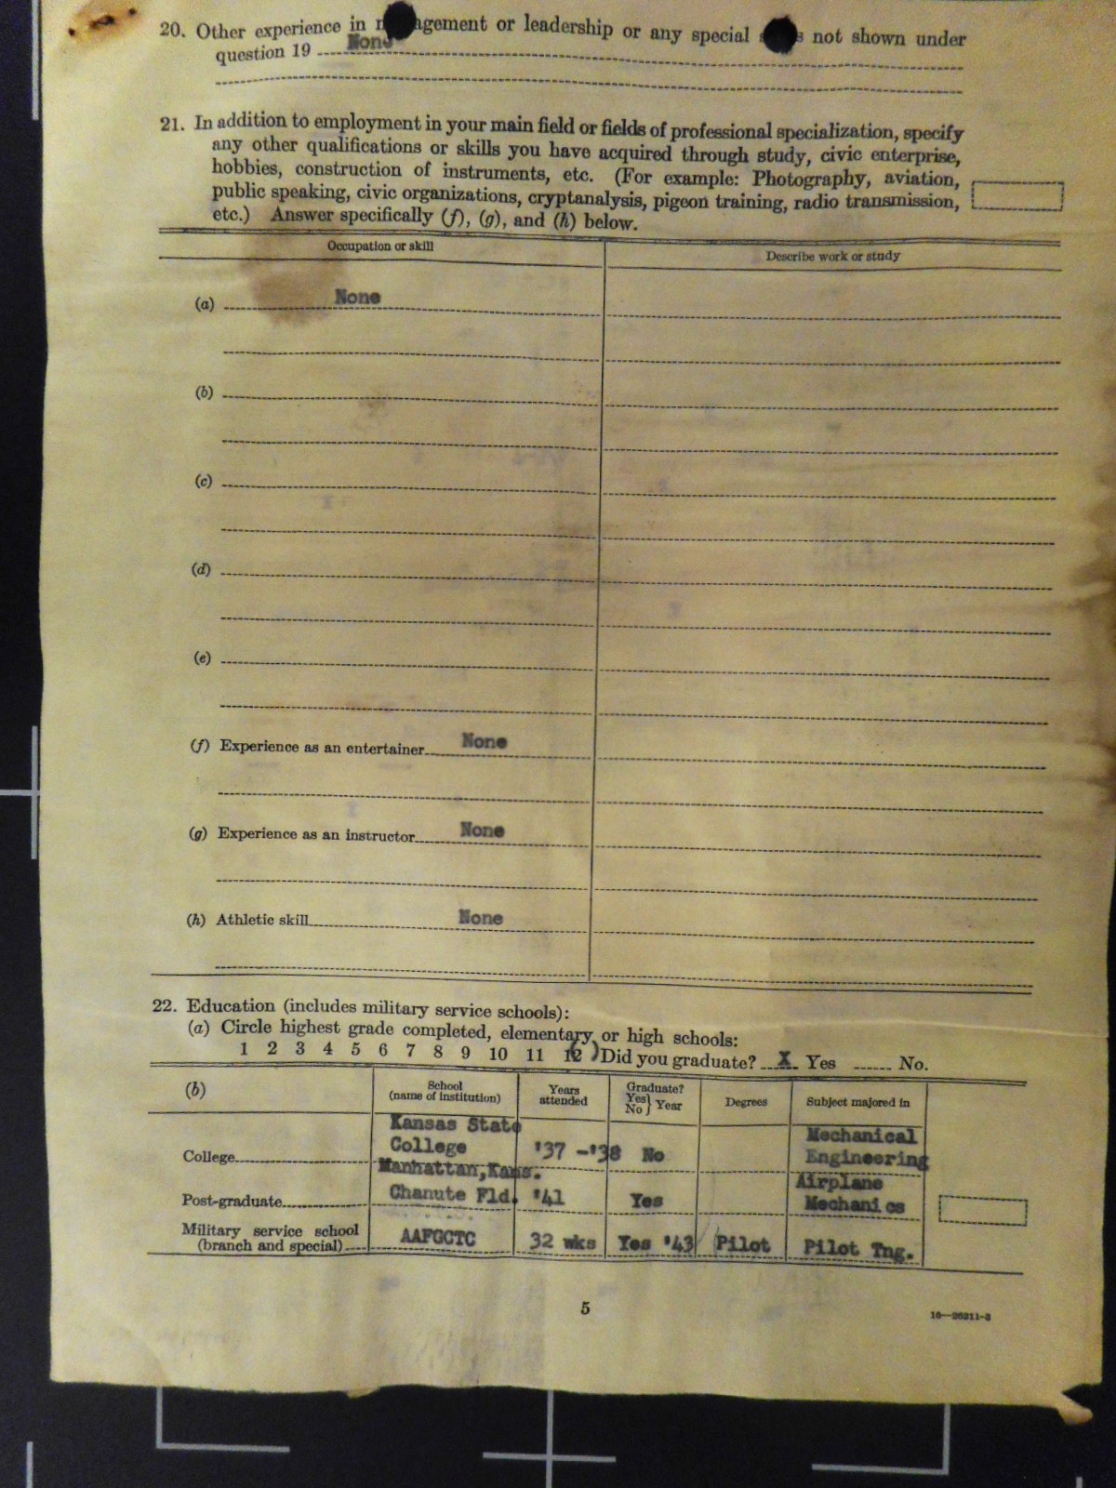 20. Other experience in agement or leadership or any special not shown under
question 19 None
21. In addition to employment in your main field or fields of professional specialization, specify
any other qualifications or skills you have acquired through study, civic enterprise,
hobbies, construction of instruments, etc. (For example: Photography, aviation,
public speaking, civic organizations, cryptanalysis, pigeon training, radio transmission,
etc.) Answer specifically (f), (g), and (h) below.
Occupation or skill Describe work or study
(a) None
(b)
(c)
(d)
(e)
(f) Experience as an entertainer None
(g) Experience as an instructor None
(h) Athletic skill None
22. Education (includes military service schools):
(a) Circle highest grade completed, elementary or high schools:
1 2 3 4 5 6 7 8 9 10 11 12 Did you graduate? X Yes No.
(b) School (name of institution) Years attended Graduate? Yes No } Year Degrees Subject majored in
College Kansas State College Manhattan, Kans. '37 -'38 No Mechanical Engineering
Post-graduate Chanute Fld. '41 Yes Airplane Mechanics
Military service school (branch and special) AAFGCTC 32 wks Yes '43 Pilot Pilot Tng.
5
16—26211-3